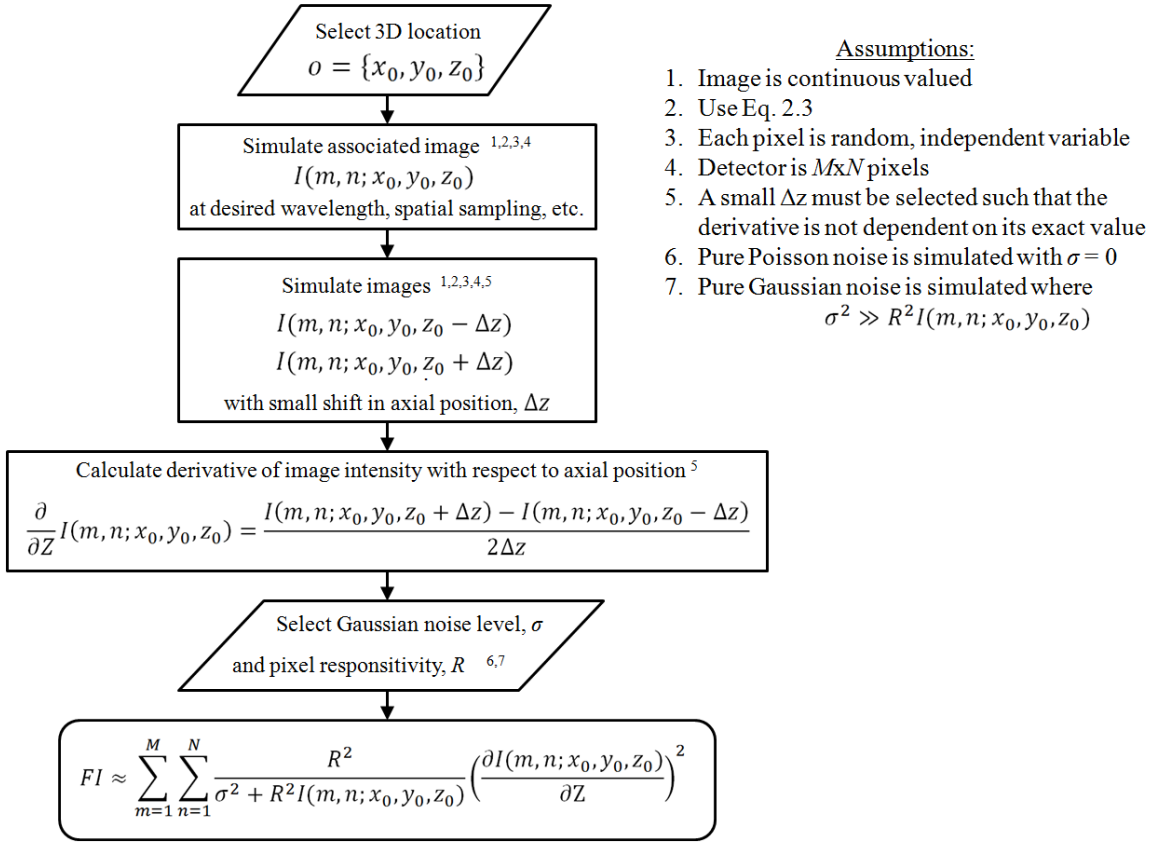 Select 3D location
o = {x₀, y₀, z₀}
Simulate associated image 1,2,3,4
I(m, n; x₀, y₀, z₀)
at desired wavelength, spatial sampling, etc.
Simulate images 1,2,3,4,5
I(m, n; x₀, y₀, z₀ − Δz)
I(m, n; x₀, y₀, z₀ + Δz)
with small shift in axial position, Δz
Calculate derivative of image intensity with respect to axial position 5
∂/∂Z I(m, n; x₀, y₀, z₀) = (I(m, n; x₀, y₀, z₀ + Δz) − I(m, n; x₀, y₀, z₀ − Δz)) / 2Δz
Select Gaussian noise level, σ
and pixel responsitivity, R 6,7
FI ≈ ∑_{m=1}^{M} ∑_{n=1}^{N} R² / (σ² + R²I(m, n; x₀, y₀, z₀)) (∂I(m, n; x₀, y₀, z₀) / ∂Z)²
Assumptions:
1. Image is continuous valued
2. Use Eq. 2.3
3. Each pixel is random, independent variable
4. Detector is MxN pixels
5. A small Δz must be selected such that the
derivative is not dependent on its exact value
6. Pure Poisson noise is simulated with σ = 0
7. Pure Gaussian noise is simulated where
σ² ≫ R²I(m, n; x₀, y₀, z₀)